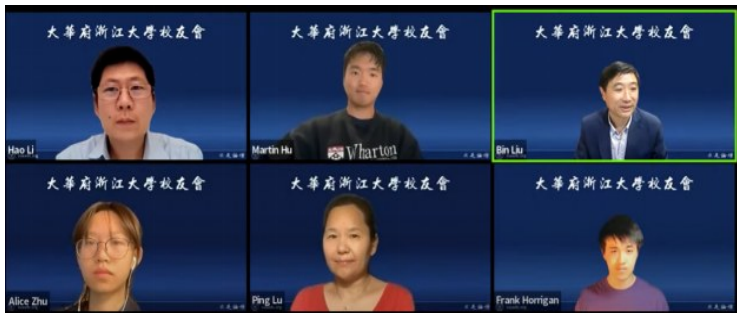 大華府浙江大學校友會
大華府浙江大學校友會
大華府浙江大學校友會
Wharton
Hao Li
Martin Hu
Bin Liu
大華府浙江大學校友會
大華府浙江大學校友會
大華府浙江大學校友會
Alice Zhu
Ping Lu
Frank Horrigan